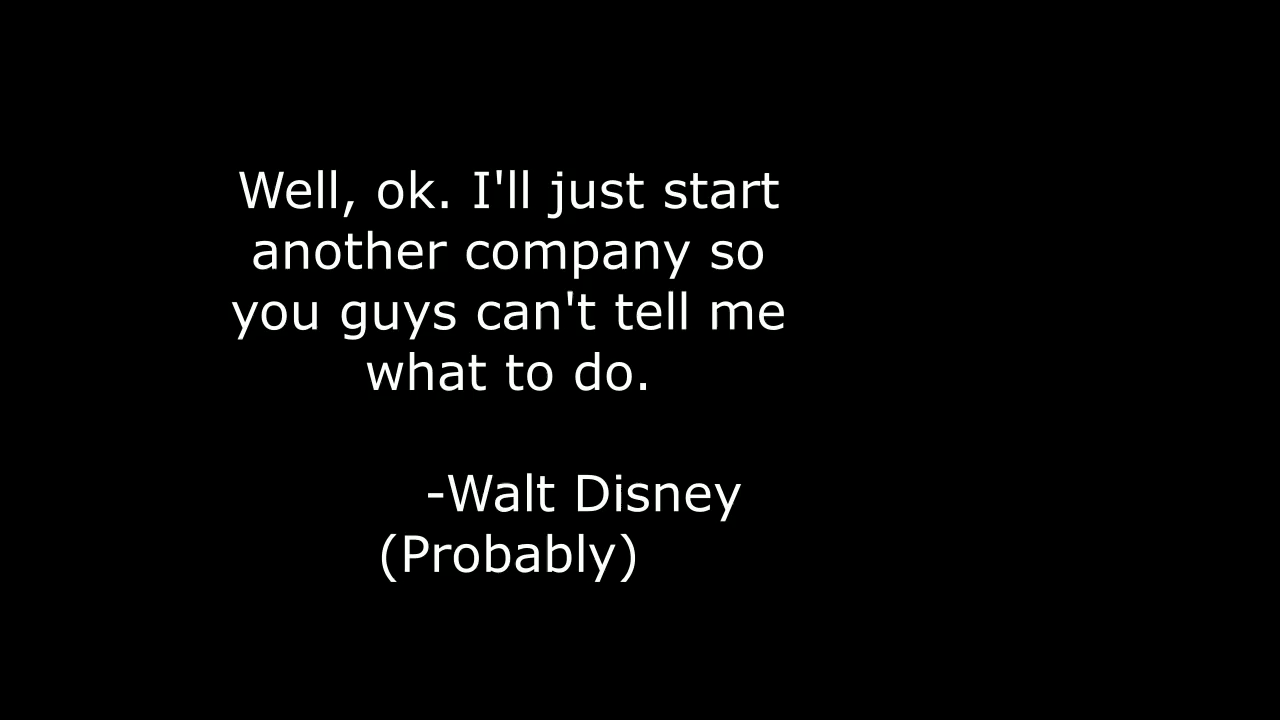 Well, ok. I'll just start
another company so
you guys can't tell me
what to do.
-Walt Disney
(Probably)